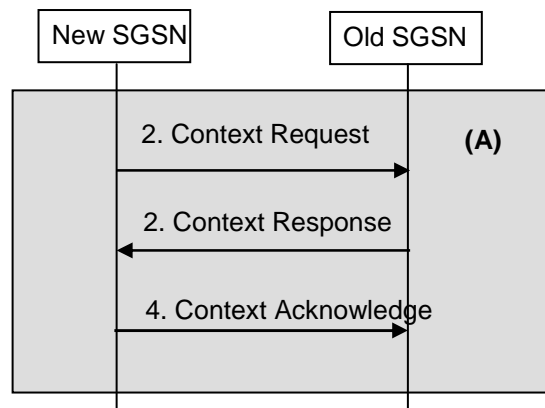 New SGSN
Old SGSN
2. Context Request
(A)
2. Context Response
4. Context Acknowledge